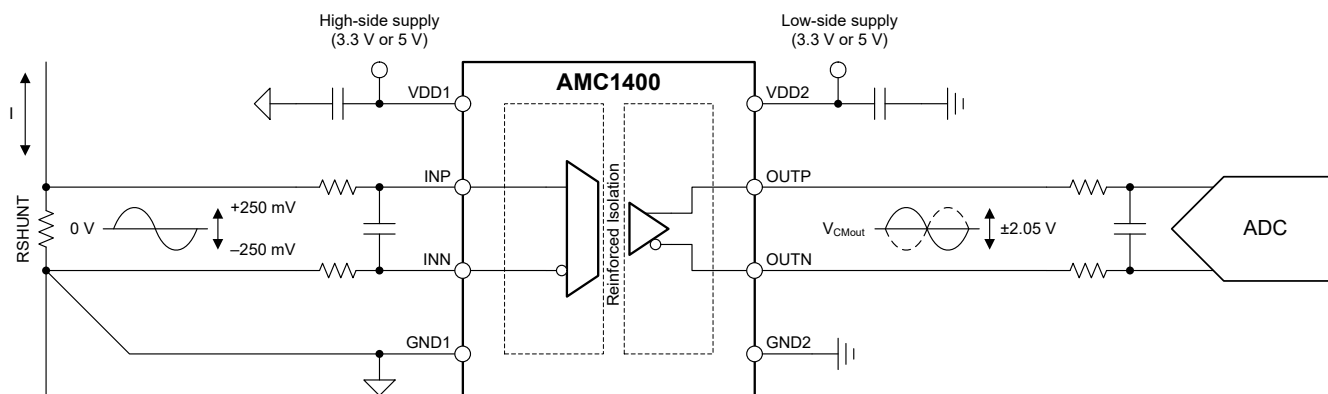 High-side supply
(3.3 V or 5 V)
Low-side supply
(3.3 V or 5 V)
AMC1400
I
VDD1
VDD2
INP
OUTP
RSHUNT
0 V
+250 mV
–250 mV
Reinforced Isolation
VCMout
±2.05 V
ADC
INN
OUTN
GND1
GND2